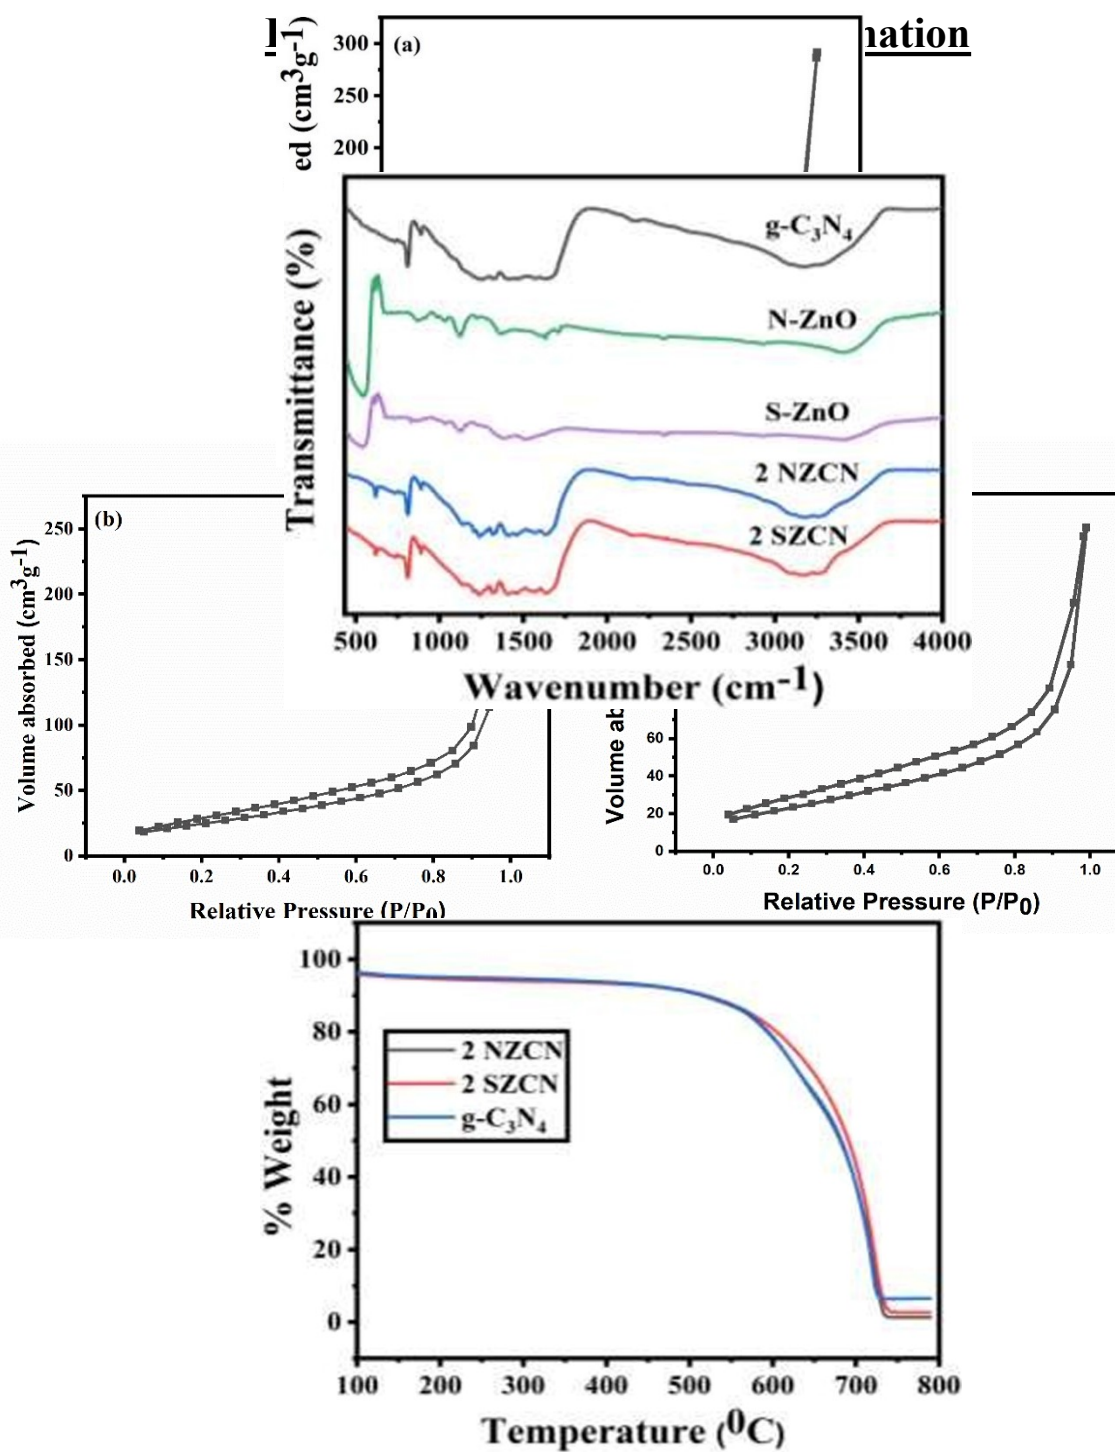 nation
(a)
300
250
200
ed (cm3g-1)
g-C3N4
N-ZnO
S-ZnO
2 NZCN
2 SZCN
Transmittance (%)
500 1000 1500 2000 2500 3000 3500 4000
Wavenumber (cm-1)
(b)
250
200
150
100
50
0
Volume absorbed (cm3g-1)
0.0 0.2 0.4 0.6 0.8 1.0
Relative Pressure (P/P0)
60
40
20
0
Volume ab
0.0 0.2 0.4 0.6 0.8 1.0
Relative Pressure (P/P0)
100
80
60
40
20
0
% Weight
2 NZCN
2 SZCN
g-C3N4
100 200 300 400 500 600 700 800
Temperature (0C)